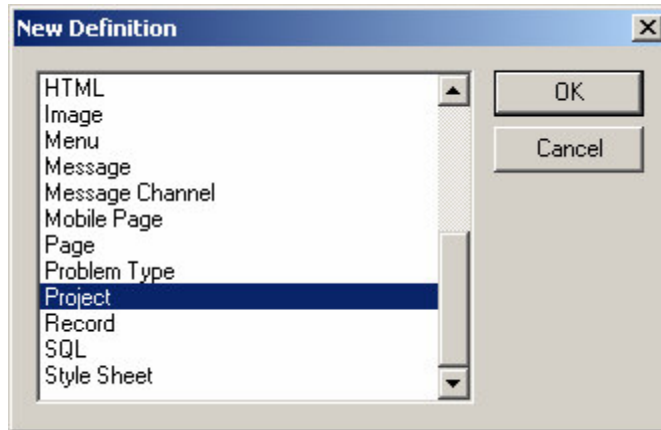 New Definition
HTML
Image
Menu
Message
Message Channel
Mobile Page
Page
Problem Type
Project
Record
SQL
Style Sheet
OK
Cancel